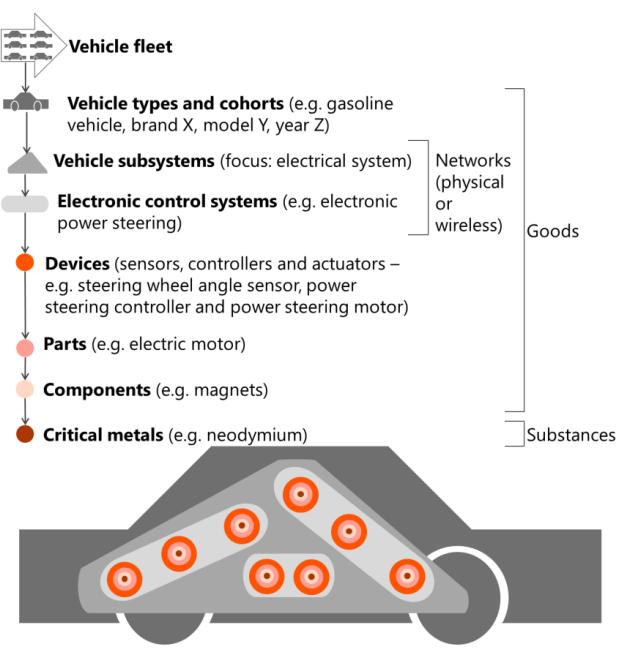 Vehicle fleet
Vehicle types and cohorts (e.g. gasoline
vehicle, brand X, model Y, year Z)
Vehicle subsystems (focus: electrical system)
Electronic control systems (e.g. electronic
power steering)
Networks
(physical
or
wireless)
Goods
Devices (sensors, controllers and actuators –
e.g. steering wheel angle sensor, power
steering controller and power steering motor)
Parts (e.g. electric motor)
Components (e.g. magnets)
Critical metals (e.g. neodymium)
Substances